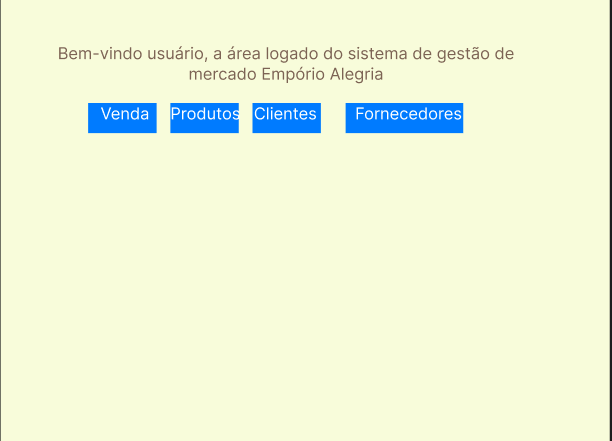 Bem-vindo usuário, a área logado do sistema de gestão de
mercado Empório Alegria
Venda Produtos Clientes Fornecedores